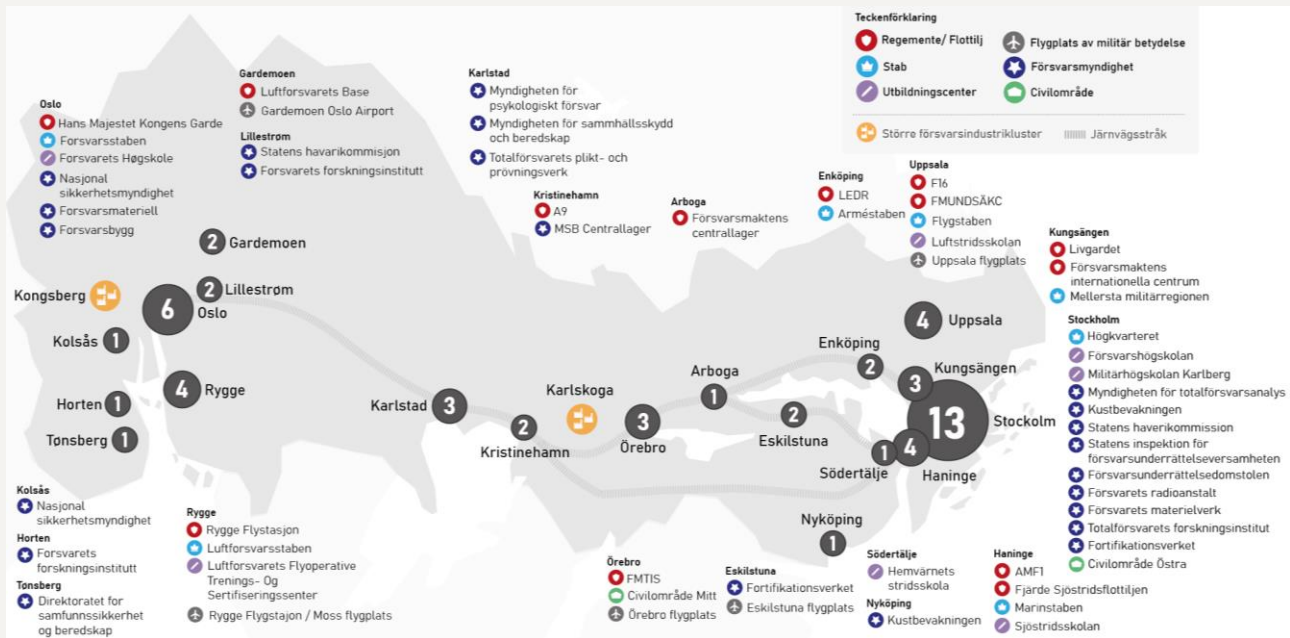 Teckenförklaring
Regemente/ Flottilj
Stab
Utbildningscenter
Flygplats av militär betydelse
Försvarsmyndighet
Civilområde
Större försvarsindustrikluster
Järnvägsstråk
Oslo
Hans Majestet Kongens Garde
Forsvarsstaben
Forsvarets Høgskole
Nasjonal
sikkerhetsmyndighet
Forsvarsmateriell
Forsvarsbygg
Gardemoen
Luftforsvarets Base
Gardemoen Oslo Airport
Lillestrøm
Statens havarikommisjon
Forsvarets forskningsinstitutt
Karlstad
Myndigheten för
psykologiskt försvar
Myndigheten för sammhällsskydd
och beredskap
Totalförsvarets plikt- och
prövningsverk
Kristinehamn
A9
MSB Centrallager
Arboga
Försvarsmaktens
centrallager
Enköping
LEDR
Arméstaben
Uppsala
F16
FMUNDSÄKC
Flygstaben
Luftstridsskolan
Uppsala flygplats
Kungsängen
Livgardet
Försvarsmaktens
internationella centrum
Mellersta militärregionen
Stockholm
Högkvarteret
Försvarshögskolan
Militärhögskolan Karlberg
Myndigheten för totalförsvarsanalys
Kustbevakningen
Statens haverikommission
Statens inspektion för
försvarsunderrättelseversamheten
Försvarsunderrättelsedomstolen
Försvarets radioanstalt
Försvarets materielverk
Totalförsvarets forskningsinstitut
Fortifikationsverket
Civilområde Östra
2 Gardemoen
Kongsberg
6
2 Lillestrøm
Oslo
Kolsås 1
4 Rygge
Horten 1
Tønsberg 1
Karlstad 3
2
Kristinehamn
Karlskoga
3
Örebro
Arboga
1
2
Eskilstuna
Enköping
2
4 Uppsala
Kungsängen
3
13 Stockholm
Södertälje
1
4
Haninge
Nyköping
1
Kolsås
Nasjonal
sikkerhetsmyndighet
Horten
Forsvarets
forskningsinstitutt
Tønsberg
Direktoratet for
samfunnssikkerhet
og beredskap
Rygge
Rygge Flystasjon
Luftforsvarsstaben
Luftforsvarets Flyoperative
Trenings- Og
Sertifiseringssenter
Rygge Flygstajon / Moss flygplats
Örebro
FMTIS
Civilområde Mitt
Örebro flygplats
Eskilstuna
Fortifikationsverket
Eskilstuna flygplats
Södertälje
Hemvärnets
stridsskola
Nyköping
Kustbevakningen
Haninge
AMF1
Fjärde Sjöstridsflottiljen
Marinstaben
Sjöstridsskolan